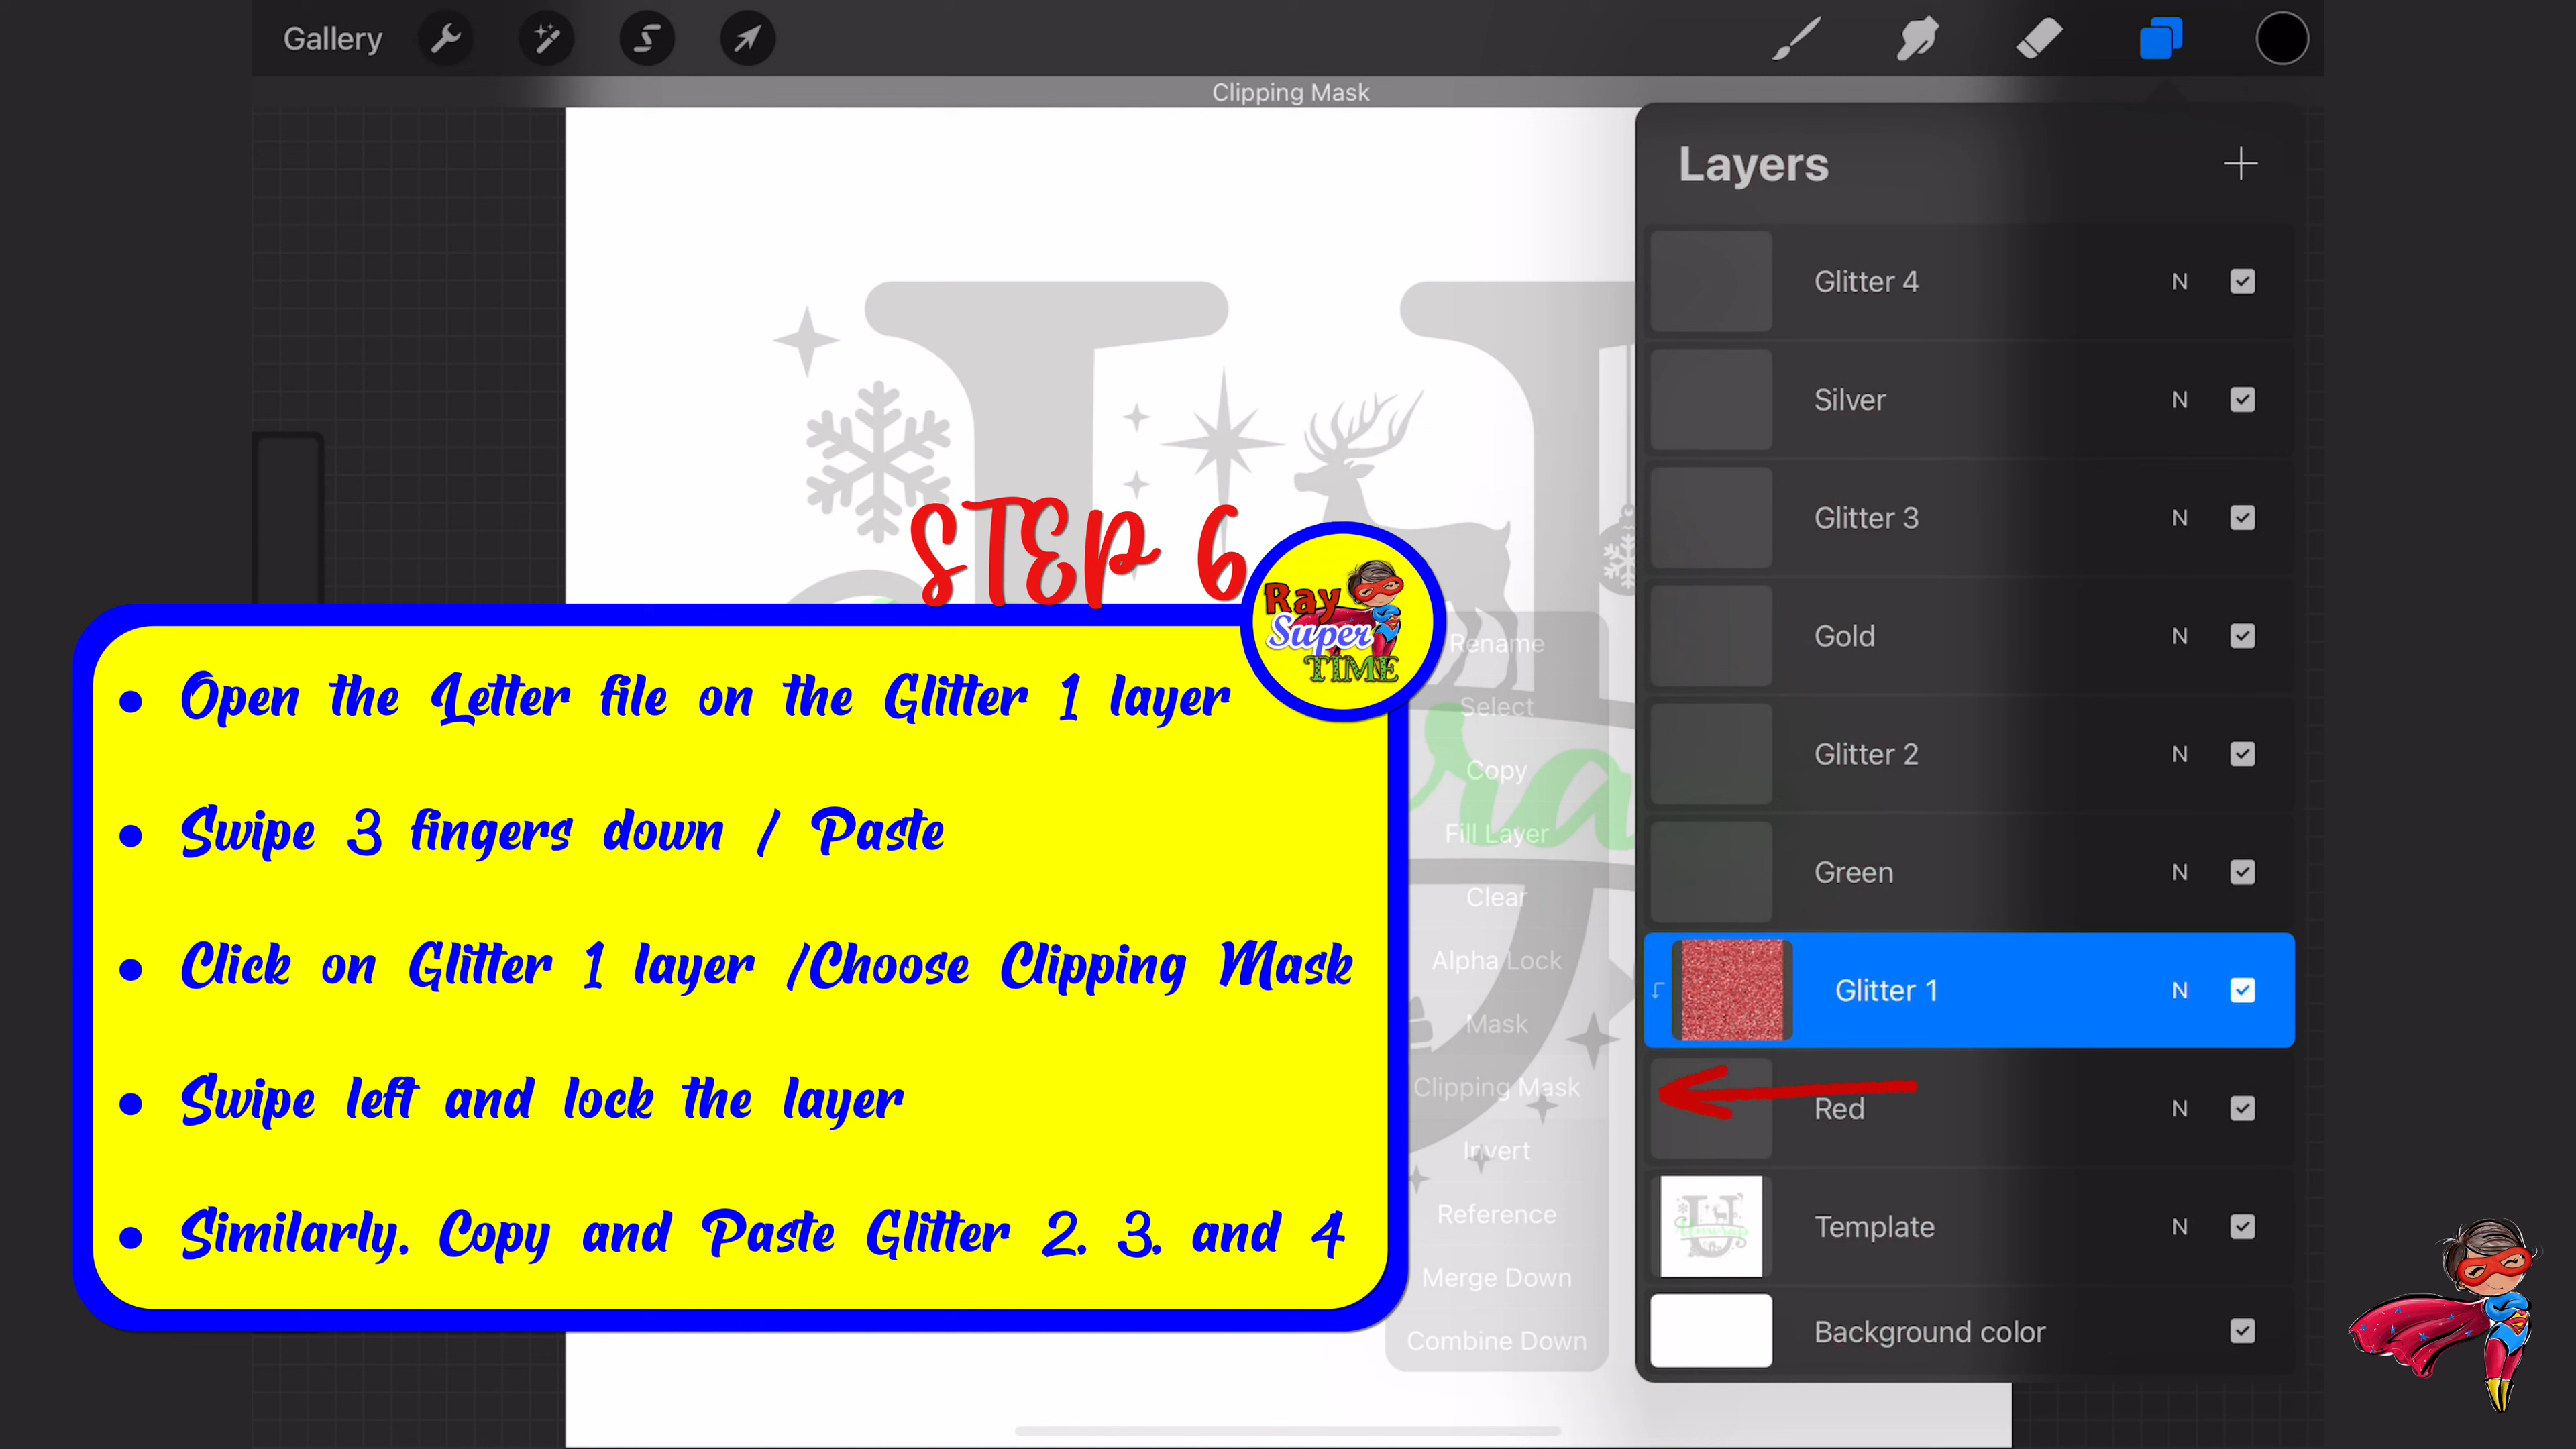 Gallery
Clipping Mask
Layers
Glitter 4 N
Silver N
Glitter 3 N
Gold N
Glitter 2 N
Green N
Glitter 1 N
Red N
Template N
Background color
Rename
Select
Copy
Fill Layer
Clear
Alpha Lock
Mask
Clipping Mask
Invert
Reference
Merge Down
Combine Down
STEP 6
Ray
Super
TIME
• Open the Letter file on the Glitter 1 layer
• Swipe 3 fingers down / Paste
• Click on Glitter 1 layer /Choose Clipping Mask
• Swipe left and lock the layer
• Similarly, Copy and Paste Glitter 2, 3, and 4